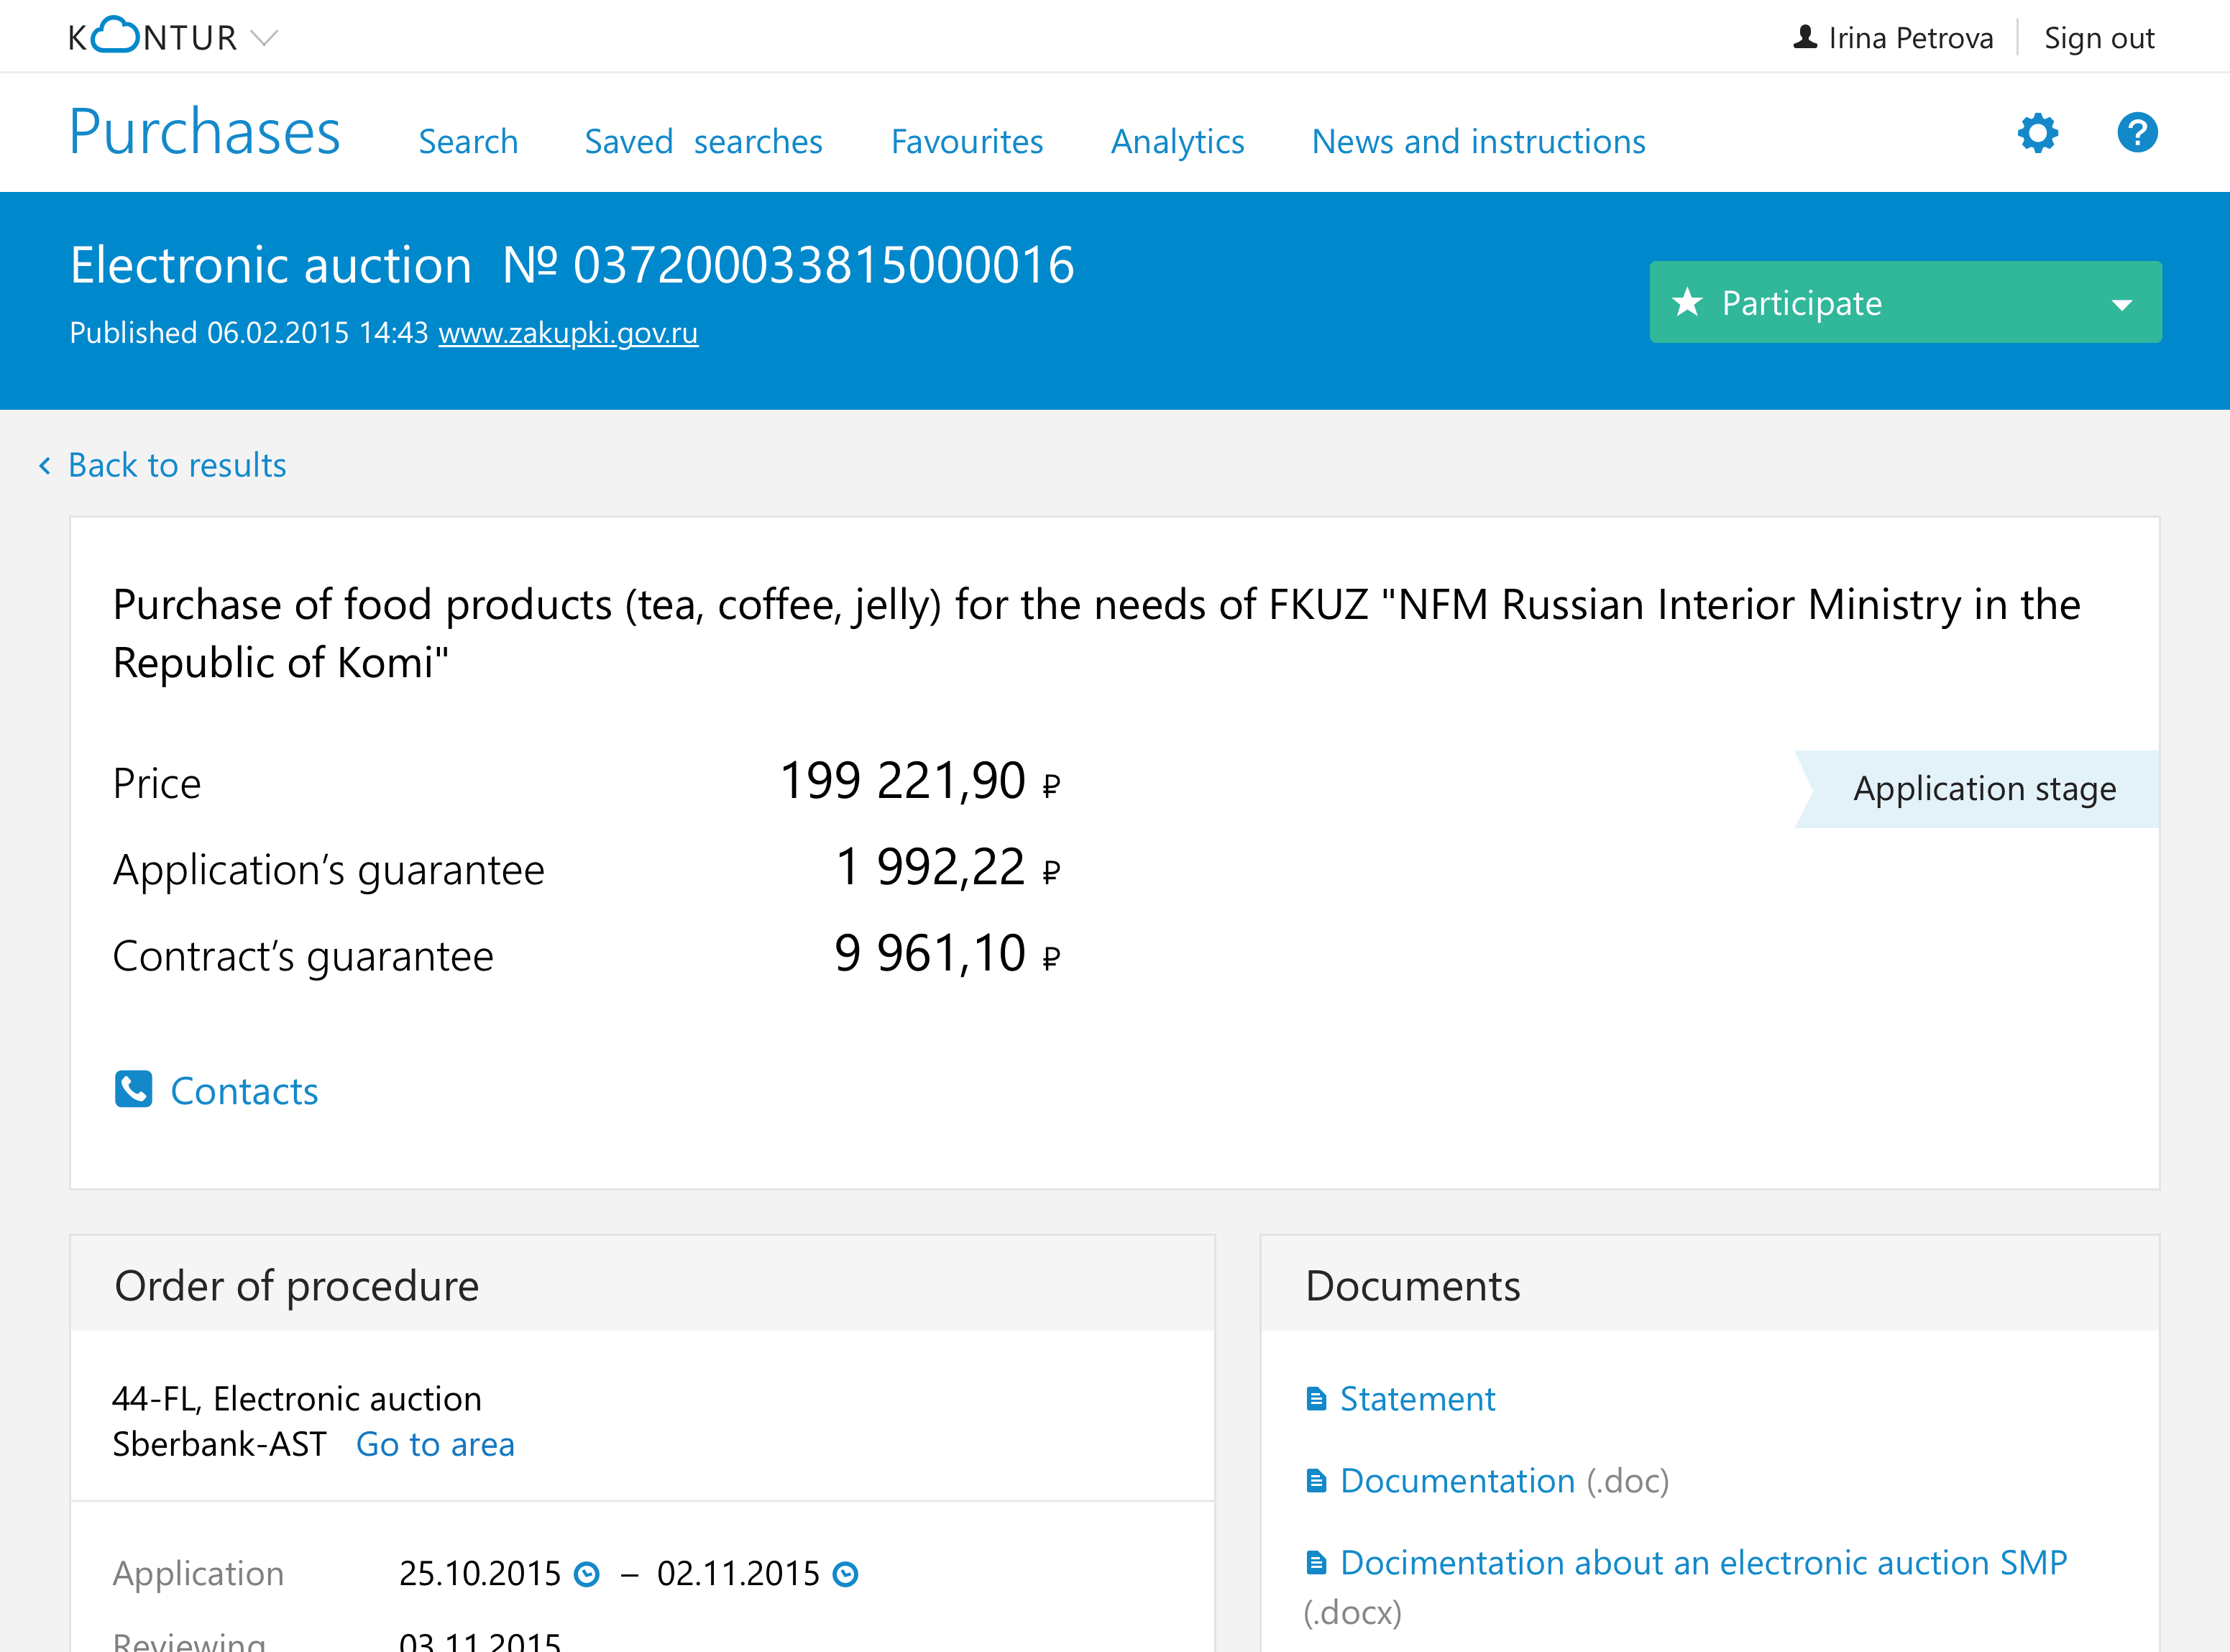 KONTUR
Irina Petrova
Sign out
Purchases
Search
Saved searches
Favourites
Analytics
News and instructions
Electronic auction № 037200033815000016
Published 06.02.2015 14:43 www.zakupki.gov.ru
Participate
Back to results
Purchase of food products (tea, coffee, jelly) for the needs of FKUZ "NFM Russian Interior Ministry in the
Republic of Komi"
Price 199 221,90 ₽
Application stage
Application’s guarantee 1 992,22 ₽
Contract’s guarantee 9 961,10 ₽
Contacts
Order of procedure
44-FL, Electronic auction
Sberbank-AST Go to area
Application 25.10.2015 – 02.11.2015
Reviewing 03.11.2015
Documents
Statement
Documentation (.doc)
Docimentation about an electronic auction SMP
(.docx)